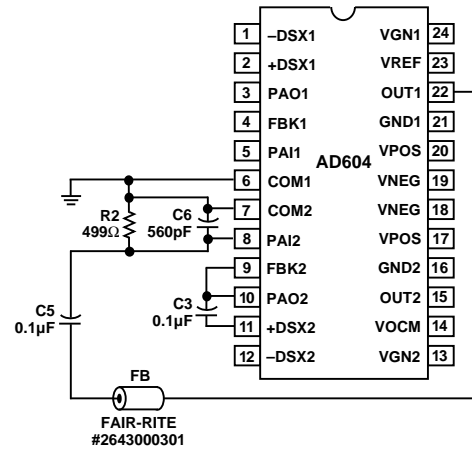 1 –DSX1 VGN1 24
2 +DSX1 VREF 23
3 PAO1 OUT1 22
4 FBK1 GND1 21
5 PAI1 VPOS 20
AD604
6 COM1 VNEG 19
7 COM2 VNEG 18
8 PAI2 VPOS 17
9 FBK2 GND2 16
10 PAO2 OUT2 15
11 +DSX2 VOCM 14
12 –DSX2 VGN2 13
R2
499Ω
C6
560pF
C3
0.1µF
C5
0.1µF
FB
FAIR-RITE
#2643000301